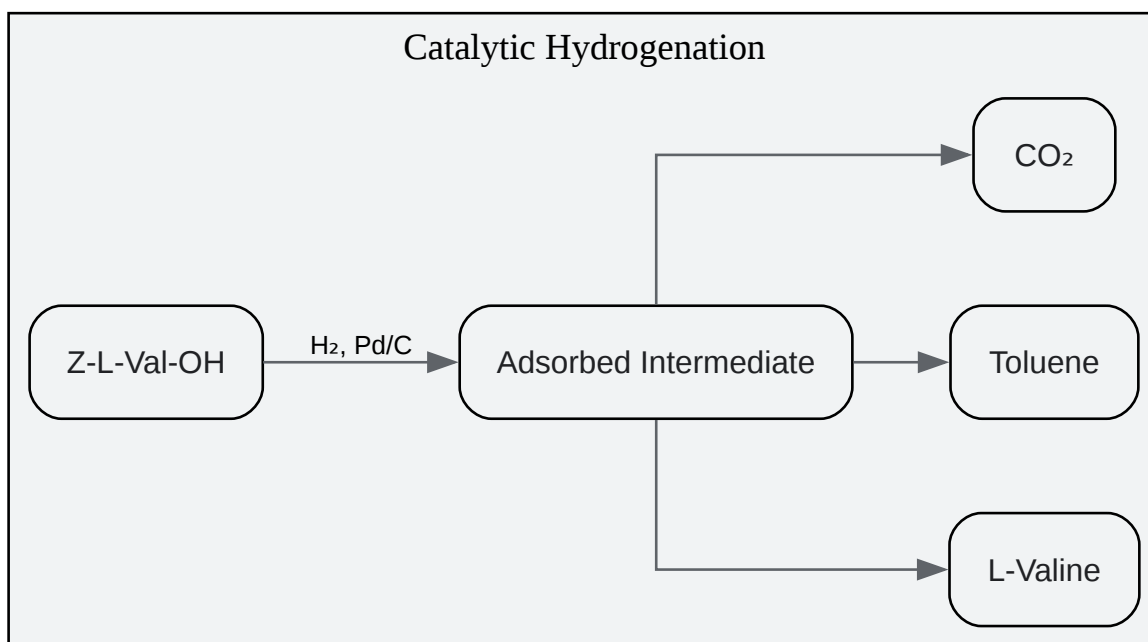 Catalytic Hydrogenation
CO₂
Z-L-Val-OH
H₂, Pd/C
Adsorbed Intermediate
Toluene
L-Valine